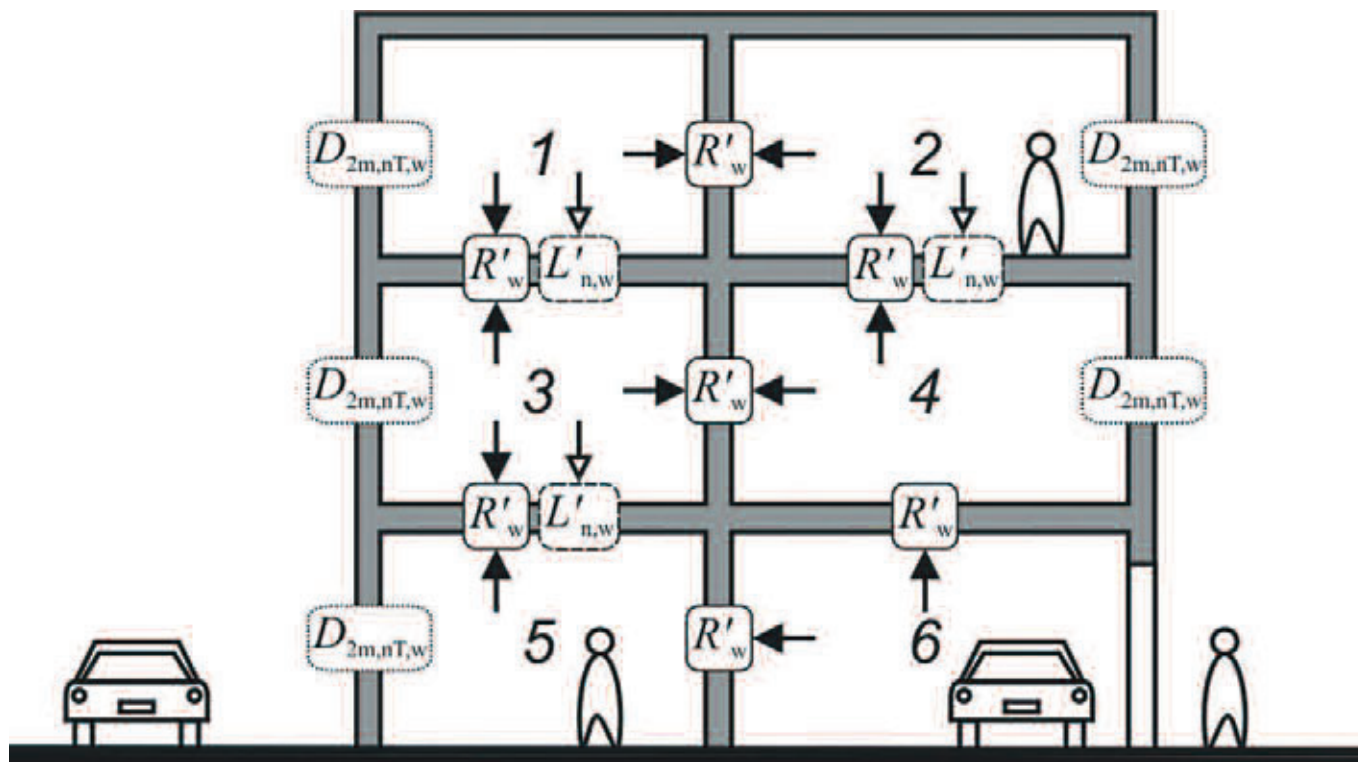 D2m,nT,w 1 R'w 2 D2m,nT,w
R'w L'n,w R'w L'n,w
D2m,nT,w 3 R'w 4 D2m,nT,w
R'w L'n,w R'w
D2m,nT,w 5 R'w 6